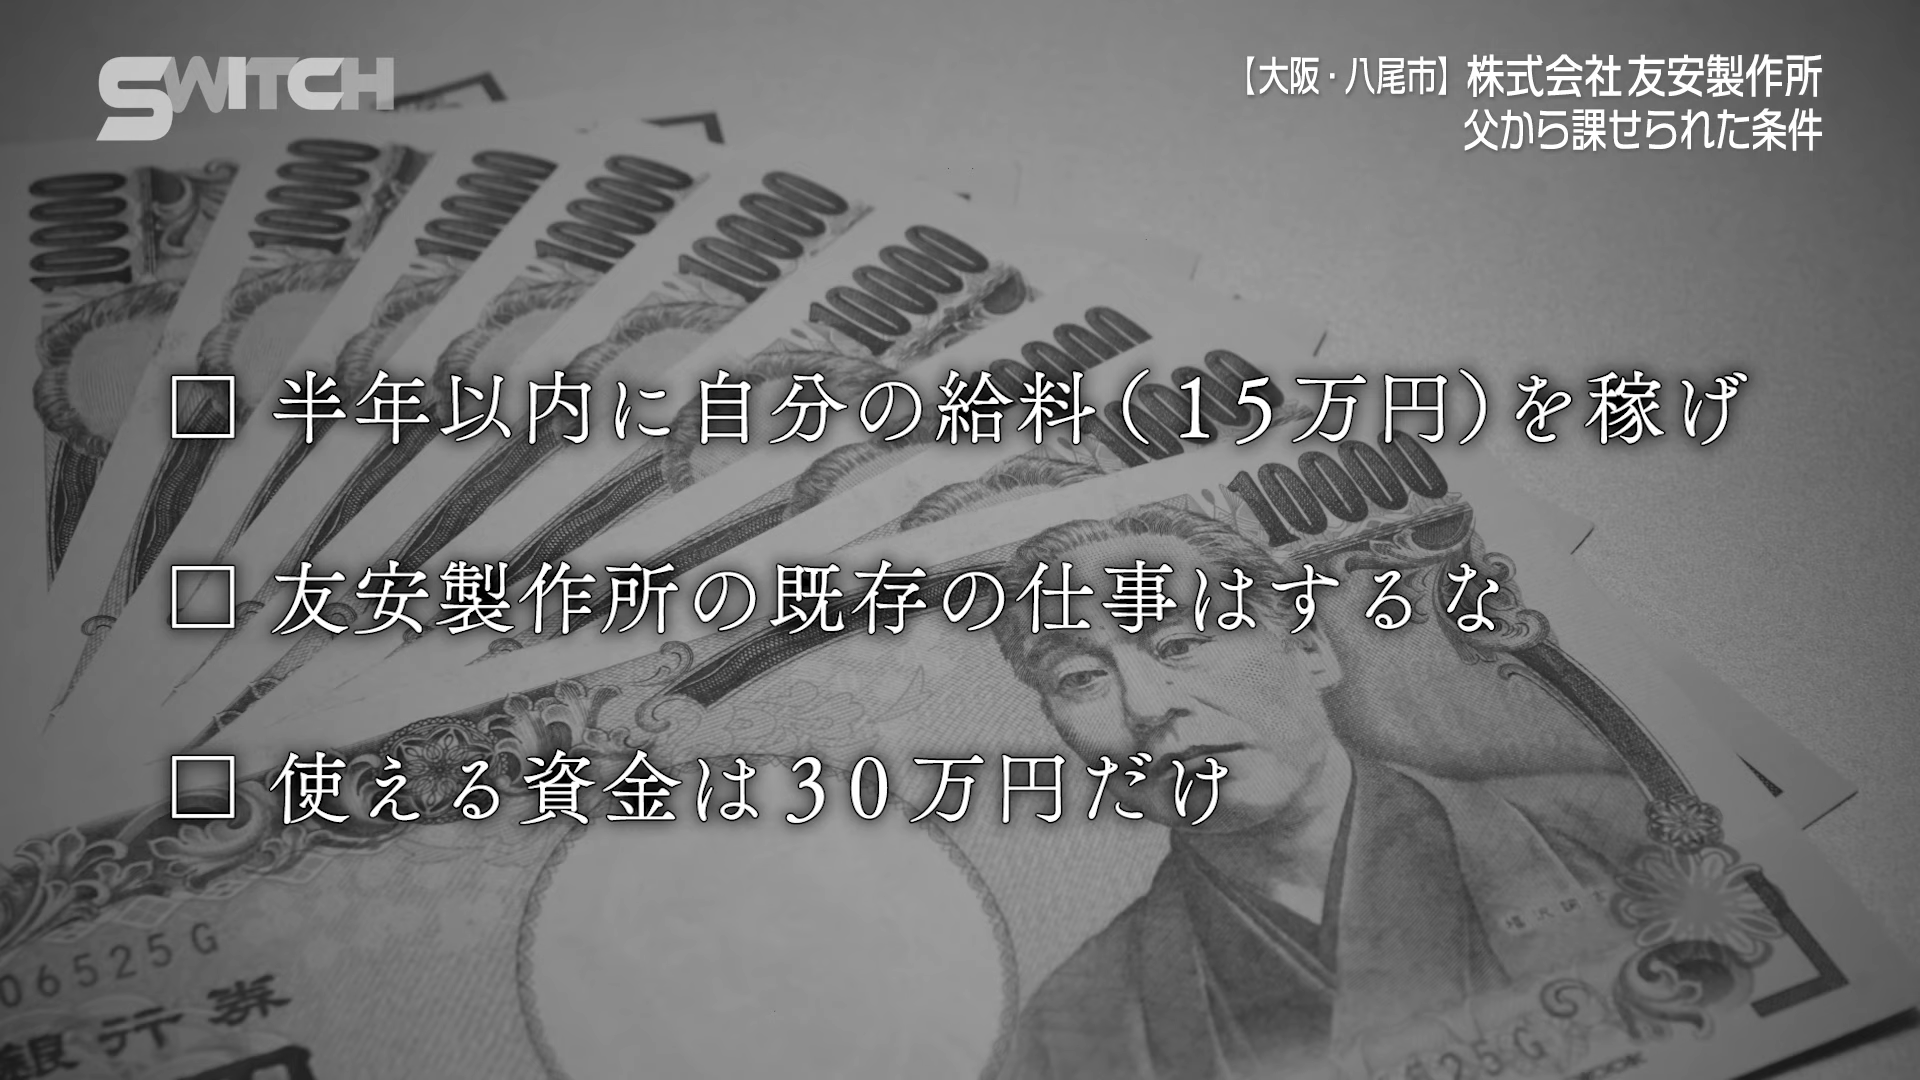 SWITCH
【大阪・八尾市】株式会社友安製作所
父から課せられた条件
10000
10000
10000
10000
10000
10000
10000
10000
□ 半年以内に自分の給料（１５万円）を稼げ
□ 友安製作所の既存の仕事はするな
□ 使える資金は３０万円だけ
06525G
銀行券
525G